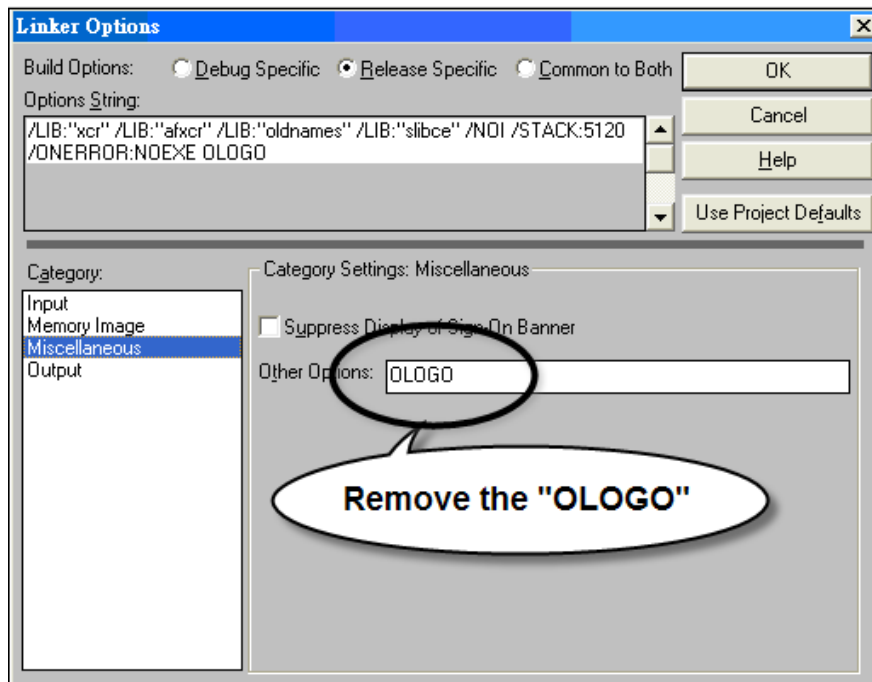 Linker Options
Build Options: Debug Specific Release Specific Common to Both
OK
Options String:
/LIB:"xcr" /LIB:"afxcr" /LIB:"oldnames" /LIB:"slibce" /NOI /STACK:5120
/ONERROR:NOEXE OLOGO
Cancel
Help
Use Project Defaults
Category:
Input
Memory Image
Miscellaneous
Output
Category Settings: Miscellaneous
Suppress Display of Sign-On Banner
Other Options: OLOGO
Remove the "OLOGO"